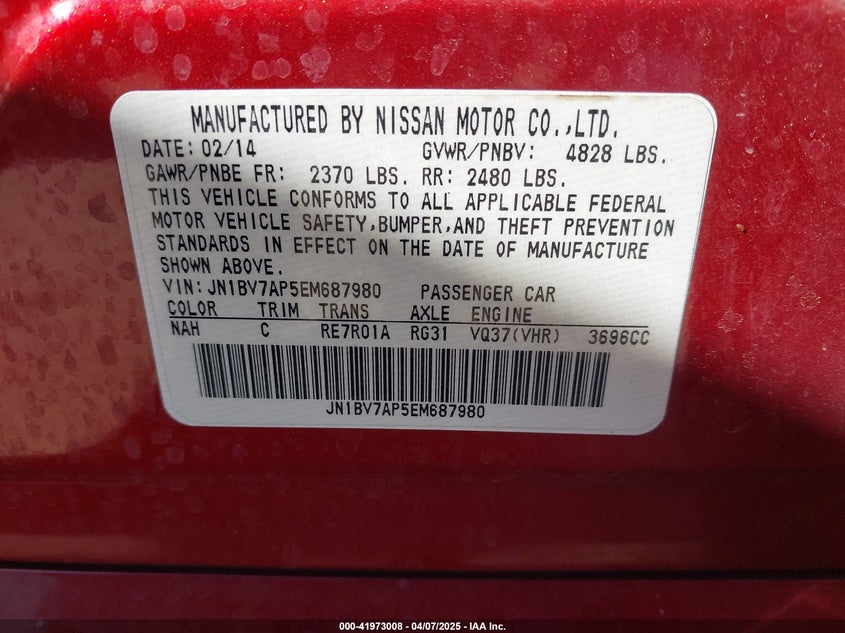 MANUFACTURED BY NISSAN MOTOR CO.,LTD.
DATE: 02/14 GVWR/PNBV: 4828 LBS.
GAWR/PNBE FR: 2370 LBS. RR: 2480 LBS.
THIS VEHICLE CONFORMS TO ALL APPLICABLE FEDERAL
MOTOR VEHICLE SAFETY,BUMPER,AND THEFT PREVENTION
STANDARDS IN EFFECT ON THE DATE OF MANUFACTURE
SHOWN ABOVE.
VIN: JN1BV7AP5EM687980 PASSENGER CAR
COLOR TRIM TRANS AXLE ENGINE
NAH C RE7R01A RG31 VQ37(VHR) 3696CC
JN1BV7AP5EM687980
000-41973008 - 04/07/2025 - IAA Inc.